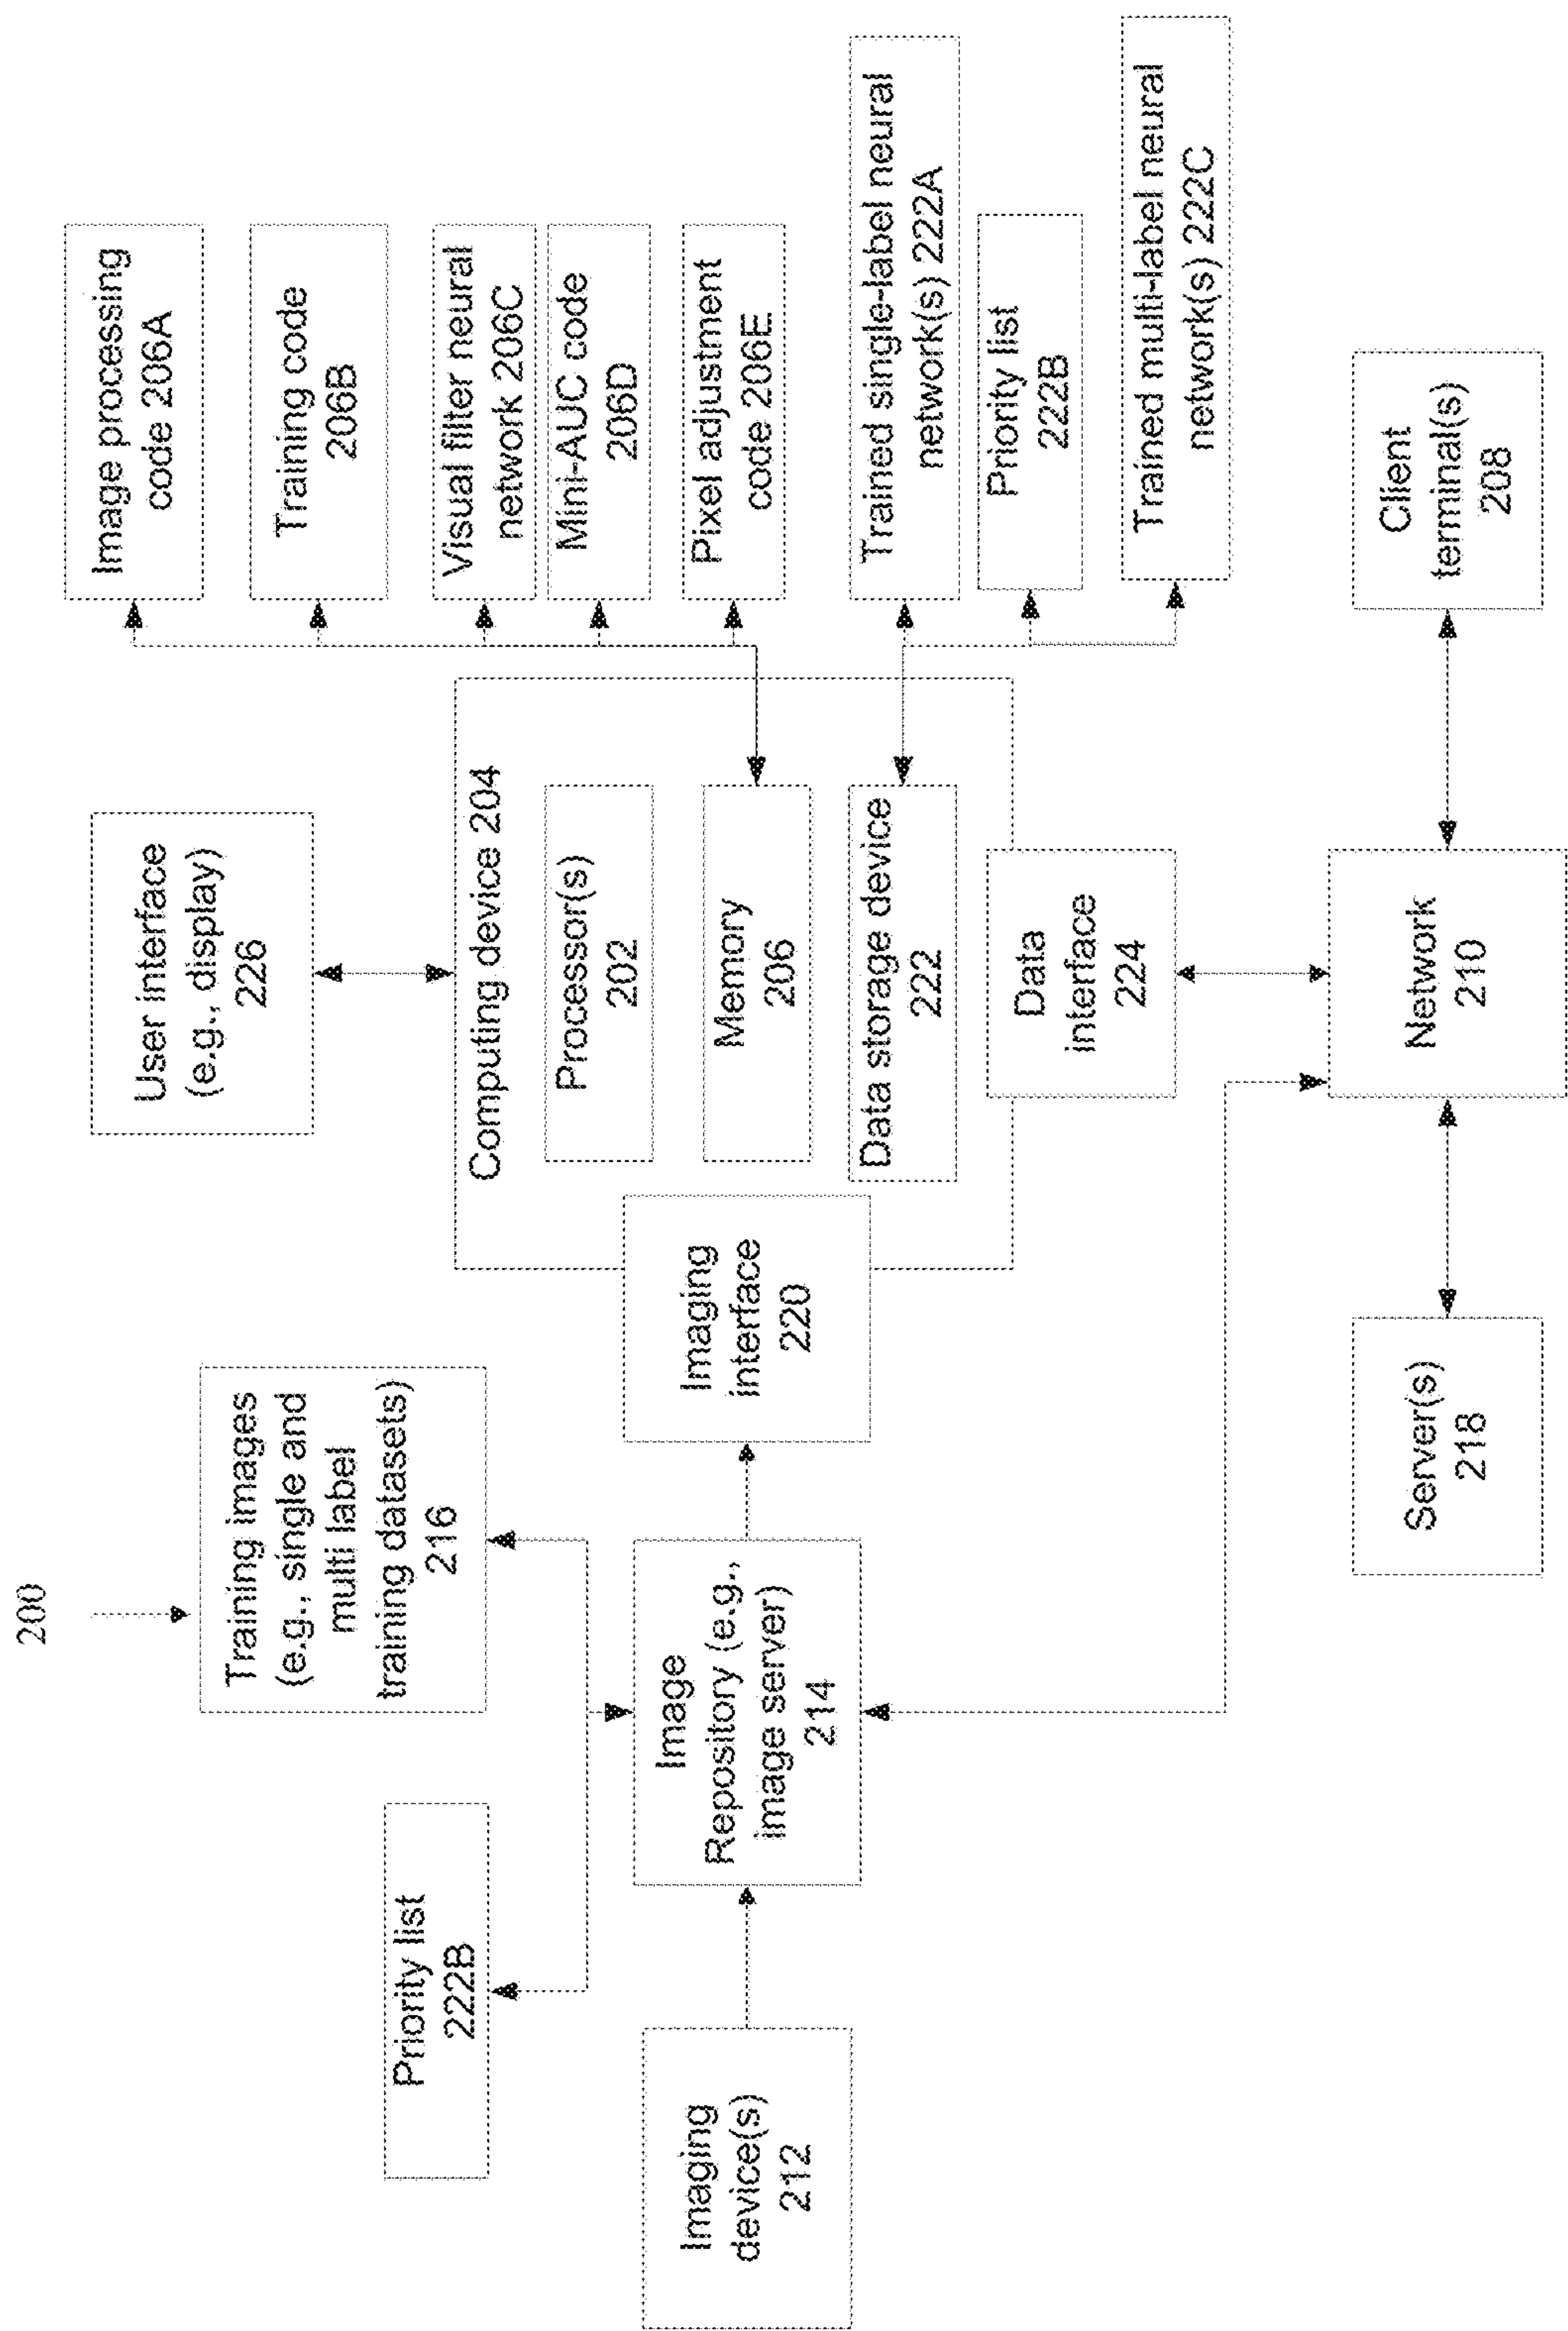 200
Priority list
222B
Training images
(e.g., single and
multi label
training datasets)
216
User interface
(e.g., display)
226
Image processing
code 206A
Training code
206B
Visual filter neural
network 206C
Mini-AUC code
206D
Pixel adjustment
code 206E
Computing device 204
Processor(s)
202
Memory
206
Data storage device
222
Imaging
device(s)
212
Image
Repository (e.g.,
image server)
214
Imaging
interface
220
Data
interface
224
Trained single-label neural
network(s) 222A
Priority list
222B
Trained multi-label neural
network(s) 222C
Server(s)
218
Network
210
Client
terminal(s)
208